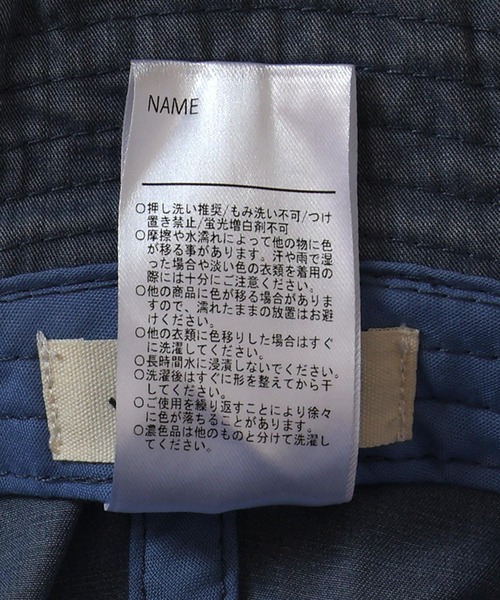 NAME
○押し洗い推奨/もみ洗い不可/つけ
置き禁止/蛍光増白剤不可
○摩擦や水濡れによって他の物に色
が移る事があります。汗や雨で湿
った場合や淡い色の衣類を着用の
際には十分にご注意ください。
○他の商品に色が移る場合がありま
すので、濡れたままの放置はお避
けください。
○他の衣類に色移りした場合はすぐ
に洗濯してください。
○長時間水に浸漬しないでください。
○洗濯後はすぐに形を整えてから干
してください。
○ご使用を繰り返すことにより徐々
に色が落ちることがあります。
○濃色品は他のものと分けて洗濯し
てください。